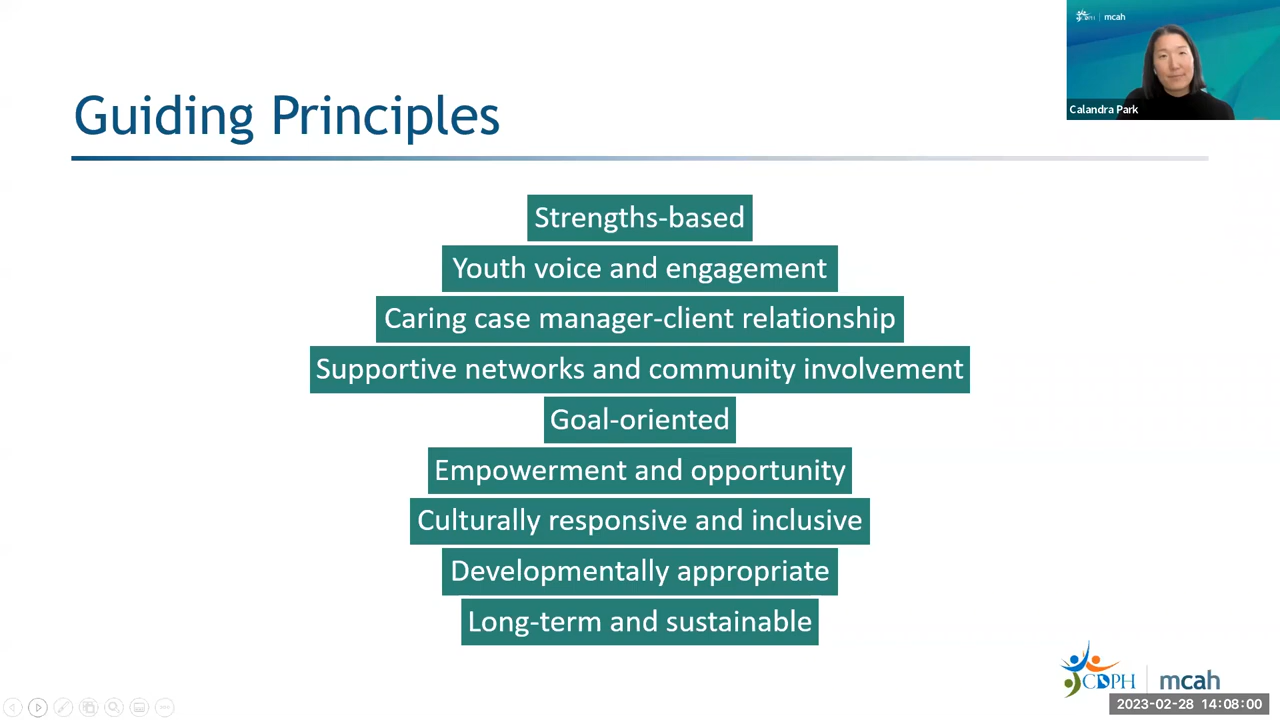 CDPH | mcah
Calandra Park
Guiding Principles
Strengths-based
Youth voice and engagement
Caring case manager-client relationship
Supportive networks and community involvement
Goal-oriented
Empowerment and opportunity
Culturally responsive and inclusive
Developmentally appropriate
Long-term and sustainable
CDPH | mcah
2023-02-28 14:08:00